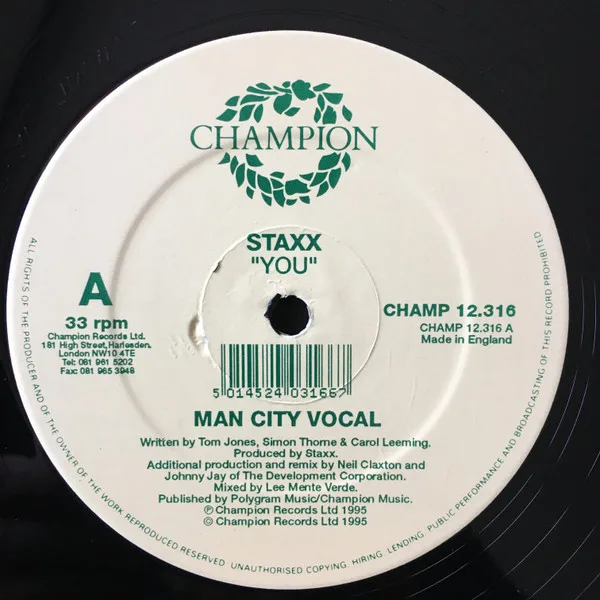 CHAMPION
STAXX
"YOU"
A
33 rpm
Champion Records Ltd.
181 High Street, Harlesden.
London NW10 4TE
Tel: 081 961 5202
Fax: 081 965 3948
CHAMP 12.316
CHAMP 12.316 A
Made in England
5 014524 031667
MAN CITY VOCAL
Written by Tom Jones, Simon Thorne & Carol Leeming.
Produced by Staxx.
Additional production and remix by Neil Claxton and
Johnny Jay of The Development Corporation.
Mixed by Lee Mente Verde.
Published by Polygram Music/Champion Music.
Ⓟ Champion Records Ltd 1995
© Champion Records Ltd 1995
ALL RIGHTS OF THE PRODUCER AND OF THE OWNER OF THE WORK REPRODUCED RESERVED. UNAUTHORISED COPYING, HIRING, LENDING, PUBLIC PERFORMANCE AND BROADCASTING OF THIS RECORD PROHIBITED